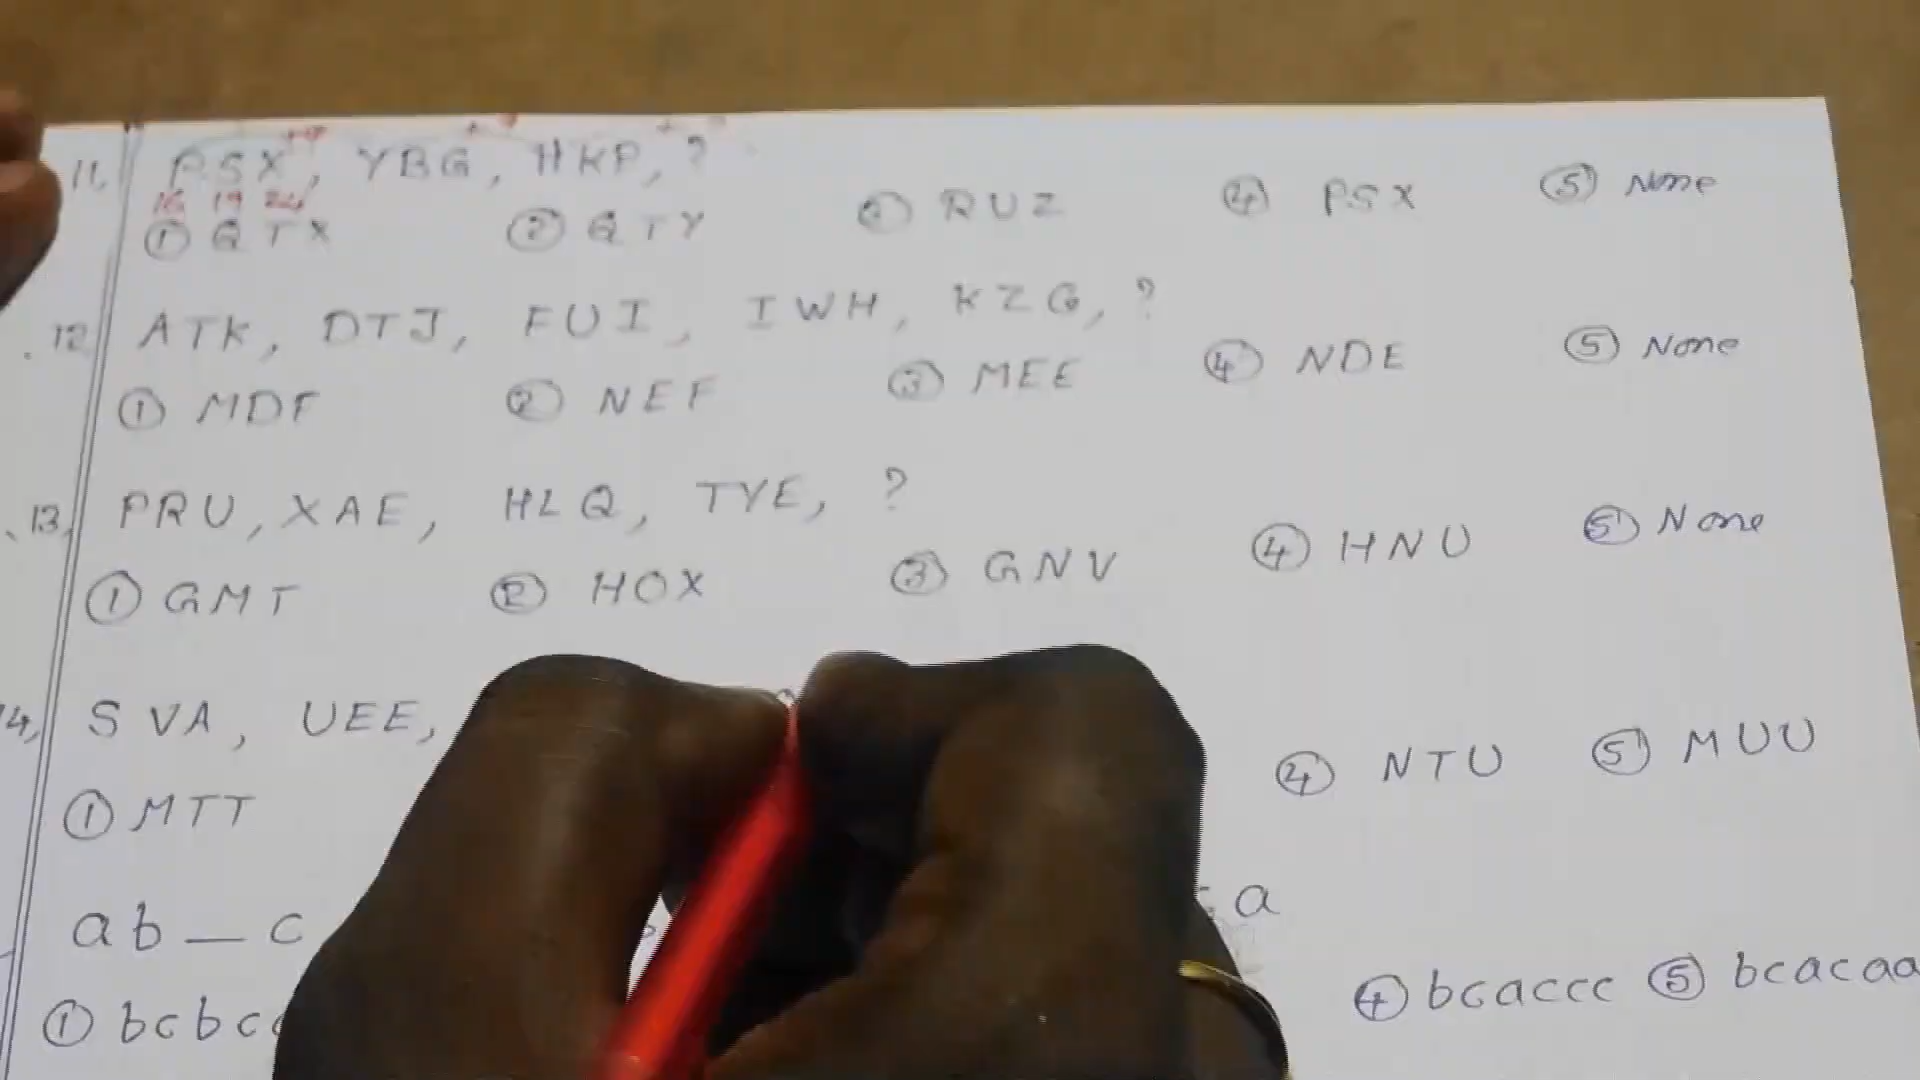 11, PSX, YBG, HKP, ?
16 19 24
① QTX ② QTY ③ RUZ ④ PSX ⑤ None
12, ATK, DTJ, FUI, IWH, KZG, ?
① MDF ② NEF ③ MEE ④ NDE ⑤ None
13, PRU, XAE, HLQ, TYE, ?
① GMT ② HOX ③ GNV ④ HNU ⑤ None
14, SVA, UEE,
① MTT ④ NTU ⑤ MUU
ab_c a
① bcbc ④ bcaccc ⑤ bcacaa